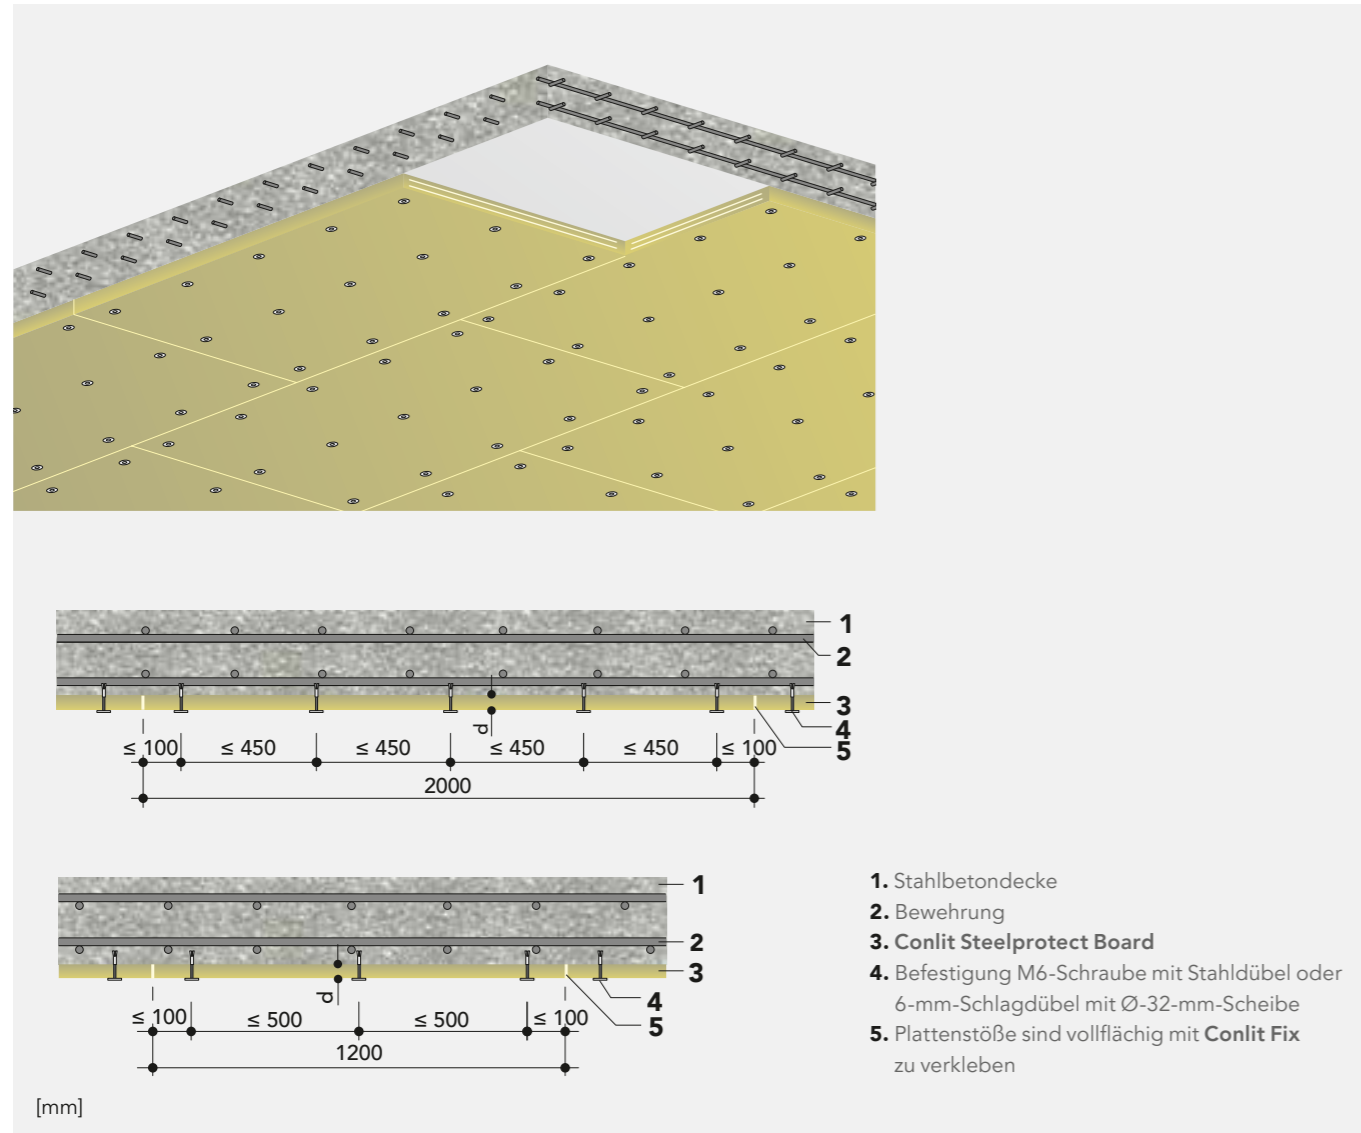 1
2
3
4
5
d
≤ 100 ≤ 450 ≤ 450 ≤ 450 ≤ 450 ≤ 100
2000
1
2
3
4
5
d
≤ 100 ≤ 500 ≤ 500 ≤ 100
1200
[mm]
1. Stahlbetondecke
2. Bewehrung
3. Conlit Steelprotect Board
4. Befestigung M6-Schraube mit Stahldübel oder
6-mm-Schlagdübel mit Ø-32-mm-Scheibe
5. Plattenstöße sind vollflächig mit Conlit Fix
zu verkleben